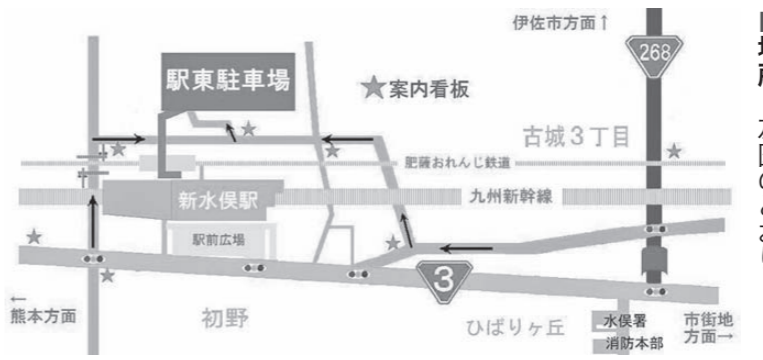 伊佐市方面↑
268
駅東駐車場
★案内看板
古城3丁目
肥薩おれんじ鉄道
新水俣駅
九州新幹線
駅前広場
3
←
熊本方面
初野
ひばりヶ丘
水俣署
消防本部
市街地
方面→